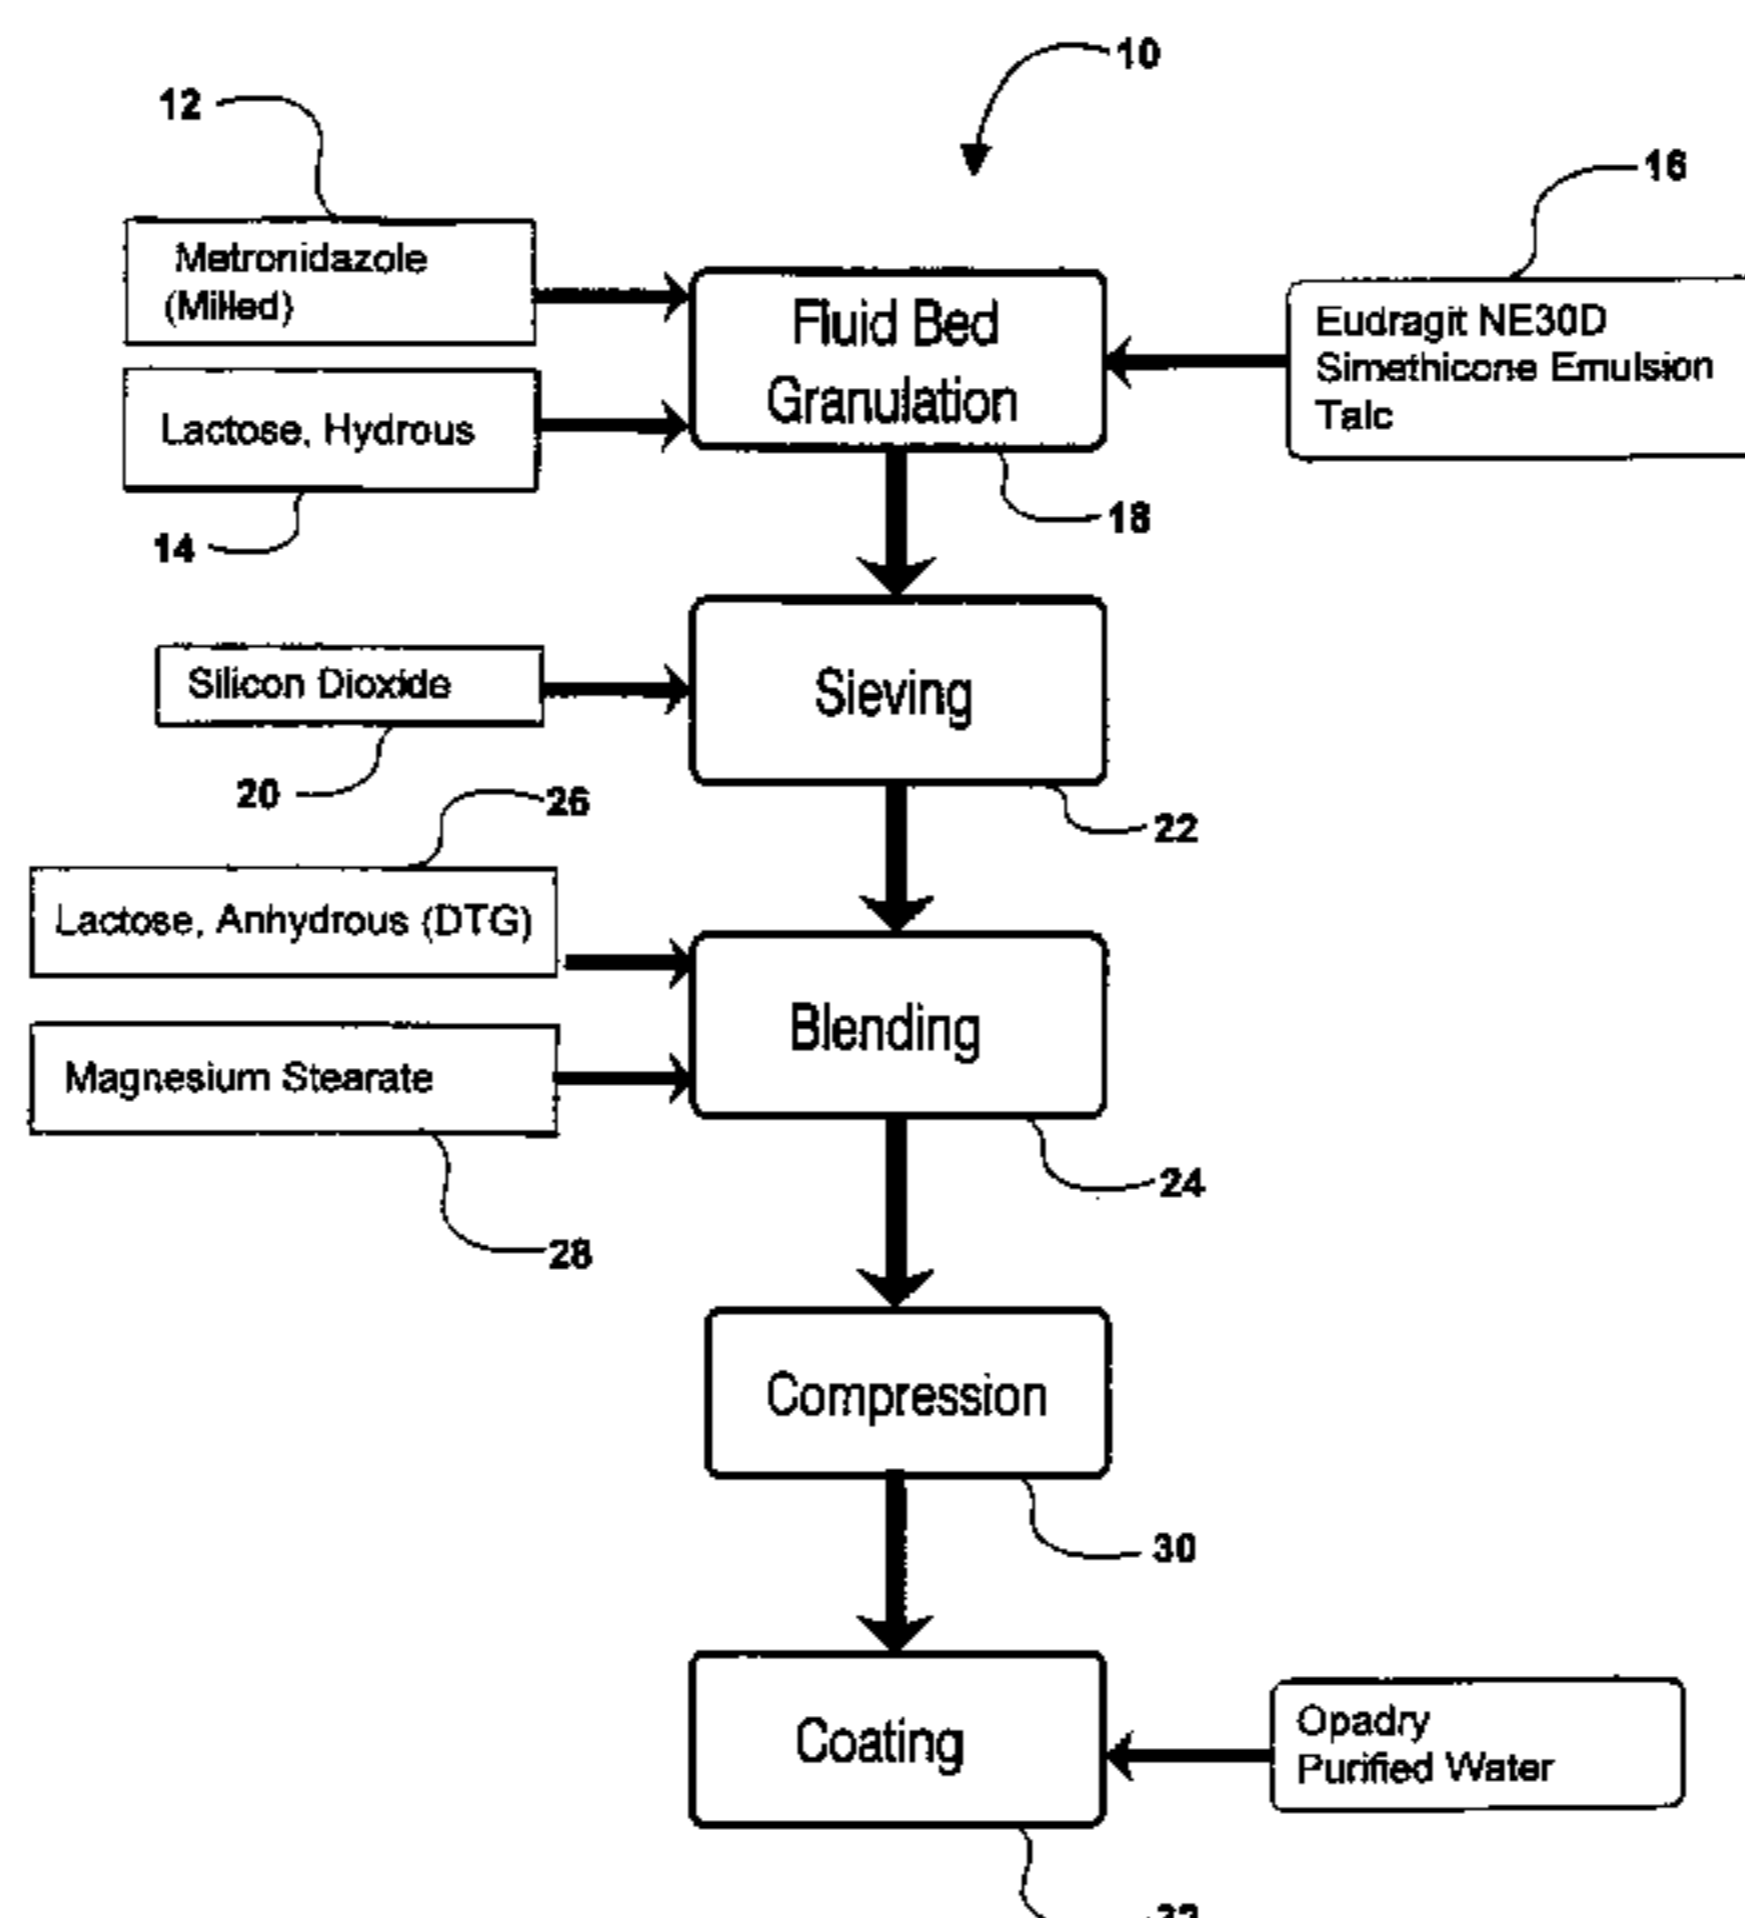 10
12
16
Metronidazole
(Milled)
Fluid Bed
Granulation
Eudragit NE30D
Simethicone Emulsion
Talc
Lactose, Hydrous
14
18
Silicon Dioxide
Sieving
20
26
22
Lactose, Anhydrous (DTG)
Blending
Magnesium Stearate
24
28
Compression
30
Coating
Opadry
Purified Water